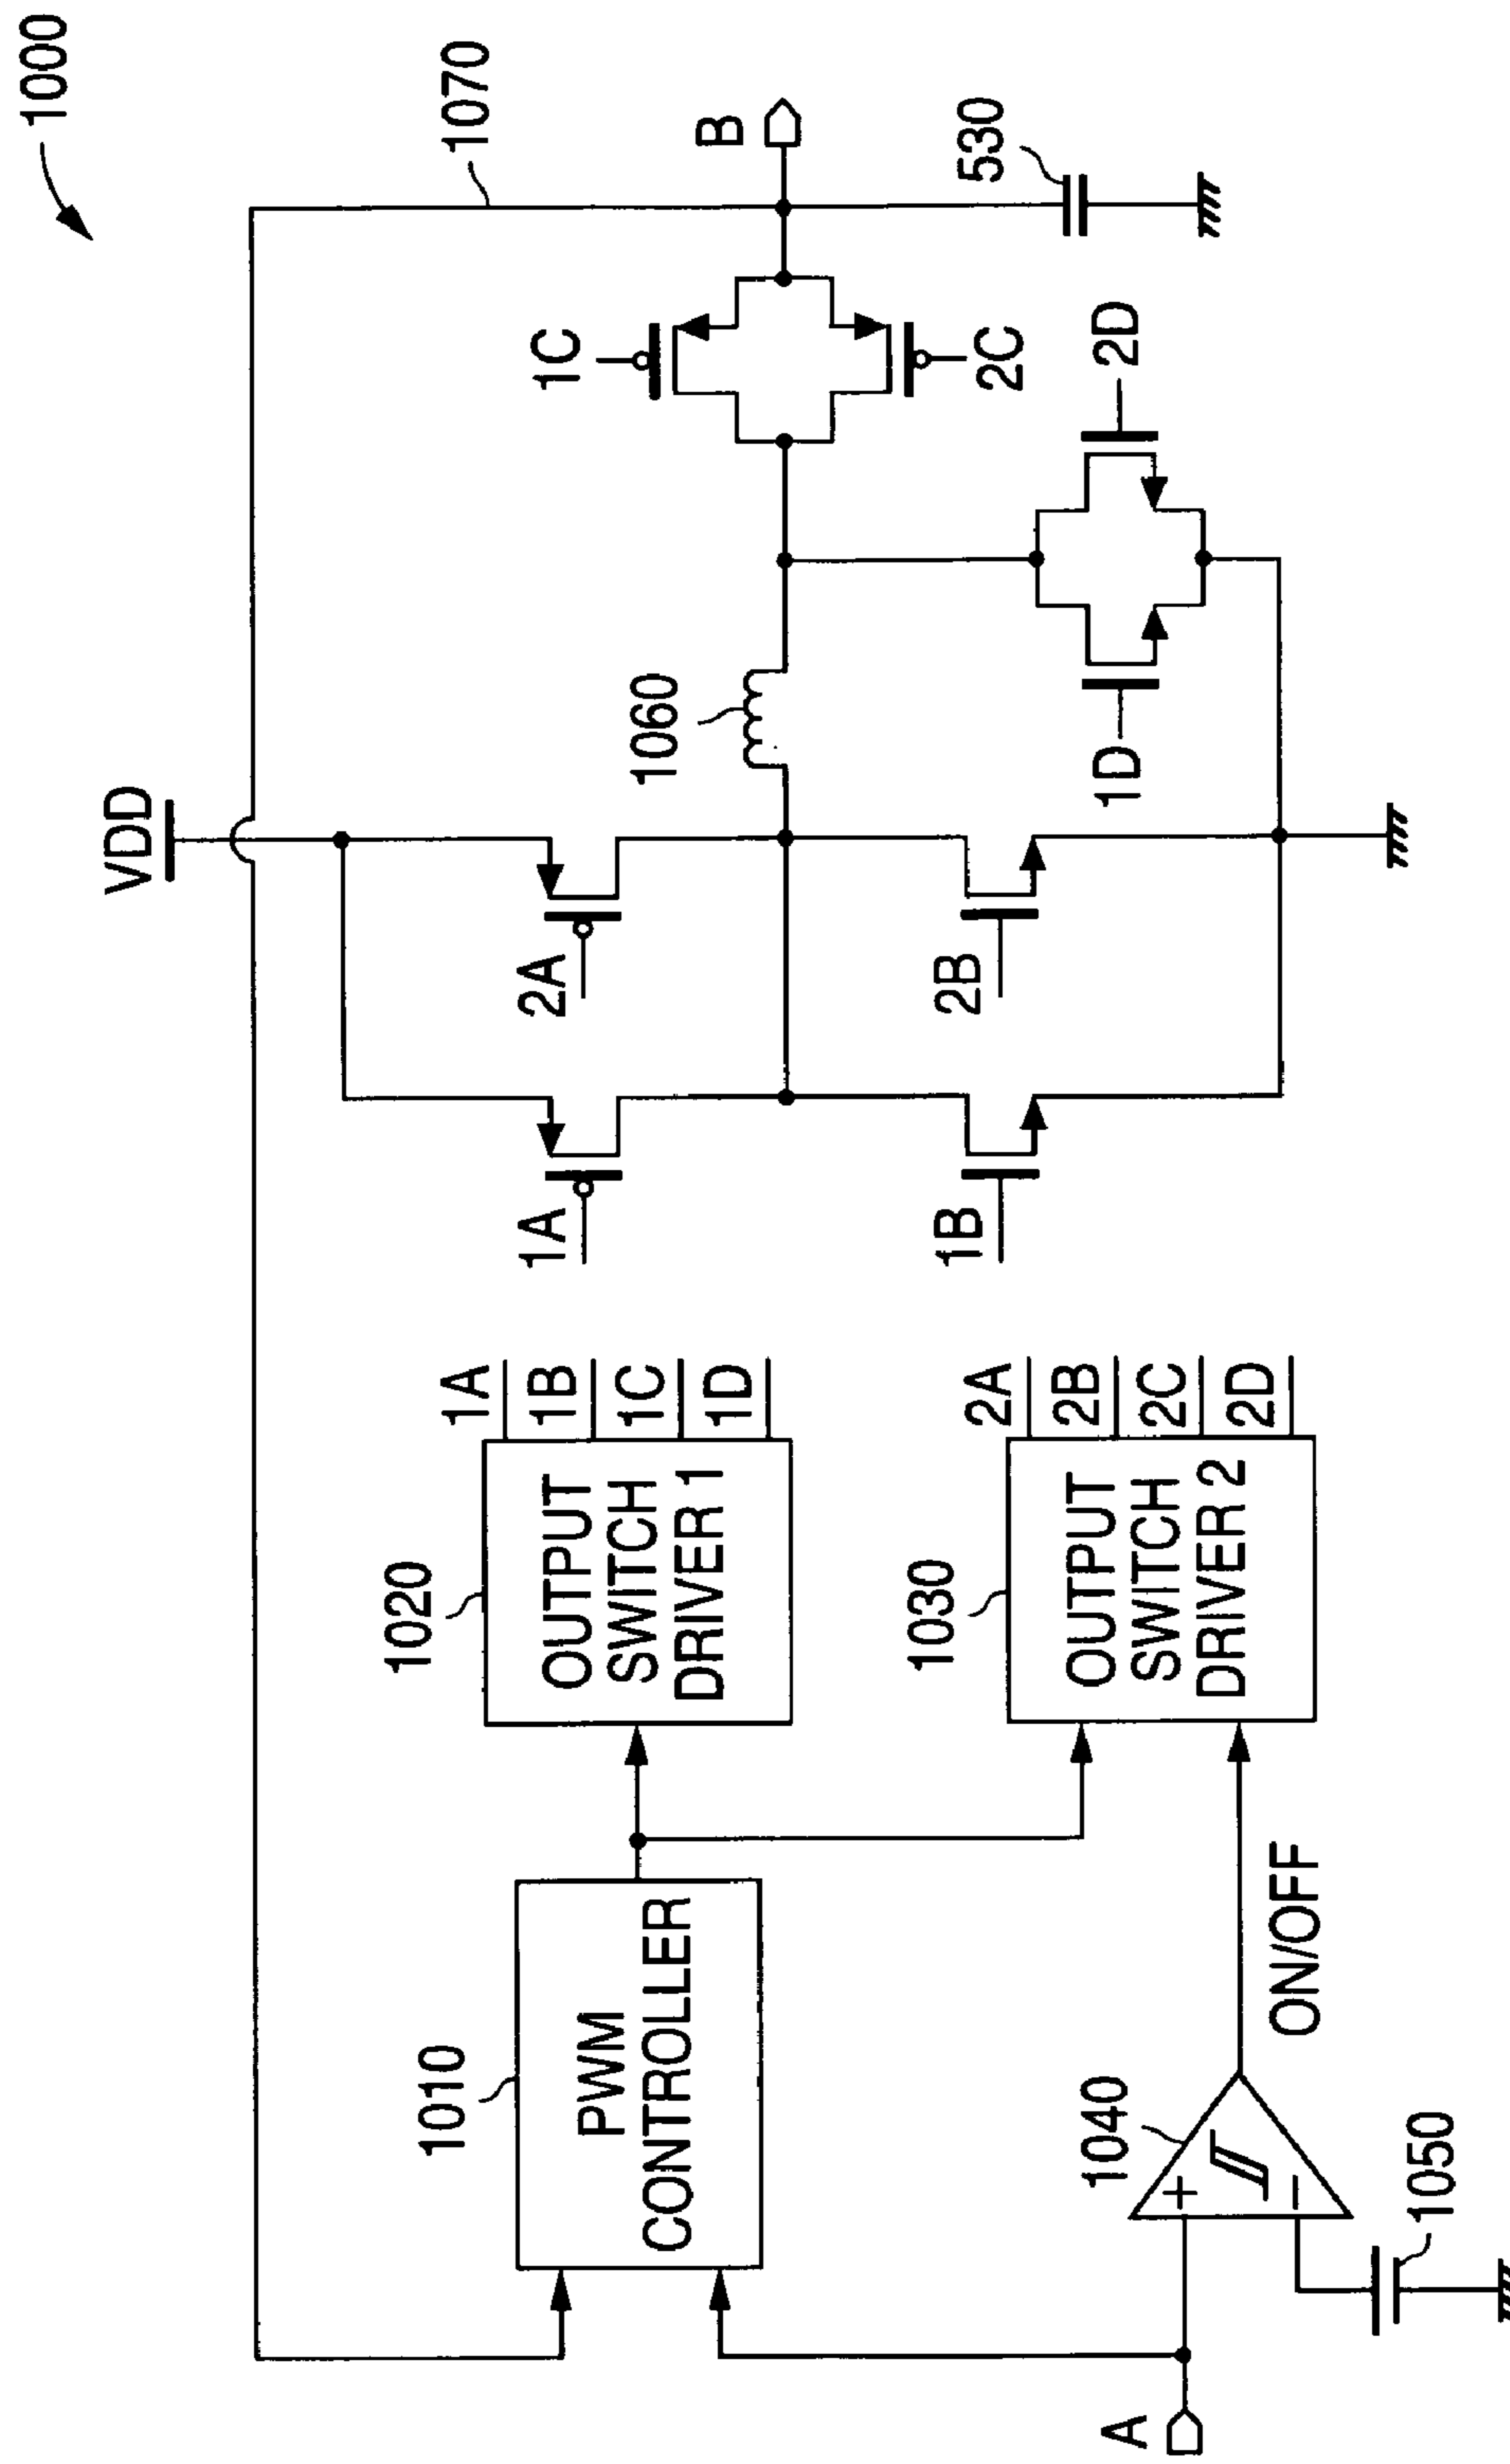 1000
VDD
1070
B
530
1C
2C
1060
2A
1A
2D
1D
2B
1B
1020
OUTPUT
SWITCH
DRIVER 1
1A
1B
1C
1D
1030
OUTPUT
SWITCH
DRIVER 2
2A
2B
2C
2D
1010
PWM
CONTROLLER
1040
+
−
ON/OFF
1050
A